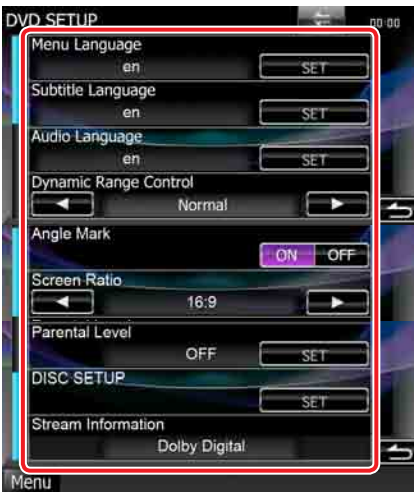 DVD SETUP 00:00
Menu Language
en SET
Subtitle Language
en SET
Audio Language
en SET
Dynamic Range Control
Normal
Angle Mark
ON OFF
Screen Ratio
16:9
Parental Level
OFF SET
DISC SETUP
SET
Stream Information
Dolby Digital
Menu